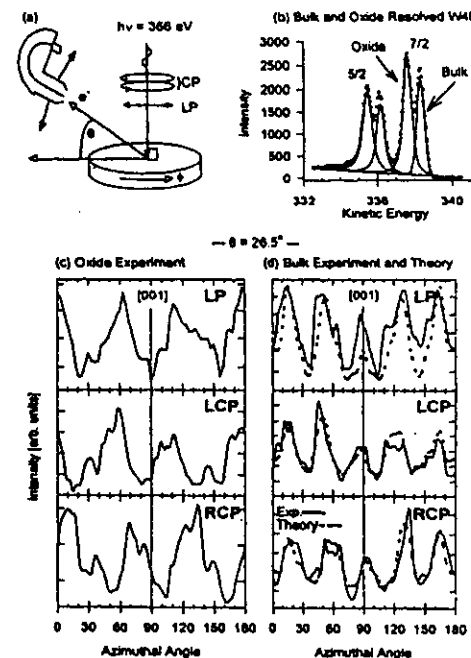 (a)
hν = 366 eV
CP
LP
e⁻
θ
ϕ
(b) Bulk and Oxide Resolved W4f
Oxide
7/2
5/2
Bulk
Intensity
3000
2500
2000
1500
1000
500
0
332 336 340
Kinetic Energy
— θ = 26.5° —
(c) Oxide Experiment
(d) Bulk Experiment and Theory
[001] LP
LCP
RCP
[001] LP
LCP
Exp.
Theory
RCP
Intensity [arb. units]
0 30 60 90 120 150 180
Azimuthal Angle
0 30 60 90 120 150 180
Azimuthal Angle